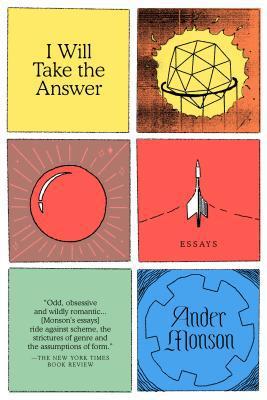 I Will
Take the
Answer
ESSAYS
"Odd, obsessive
and wildly romantic...
[Monson's essays]
ride against scheme, the
strictures of genre and
the assumptions of form."
—THE NEW YORK TIMES
BOOK REVIEW
Ander
Monson